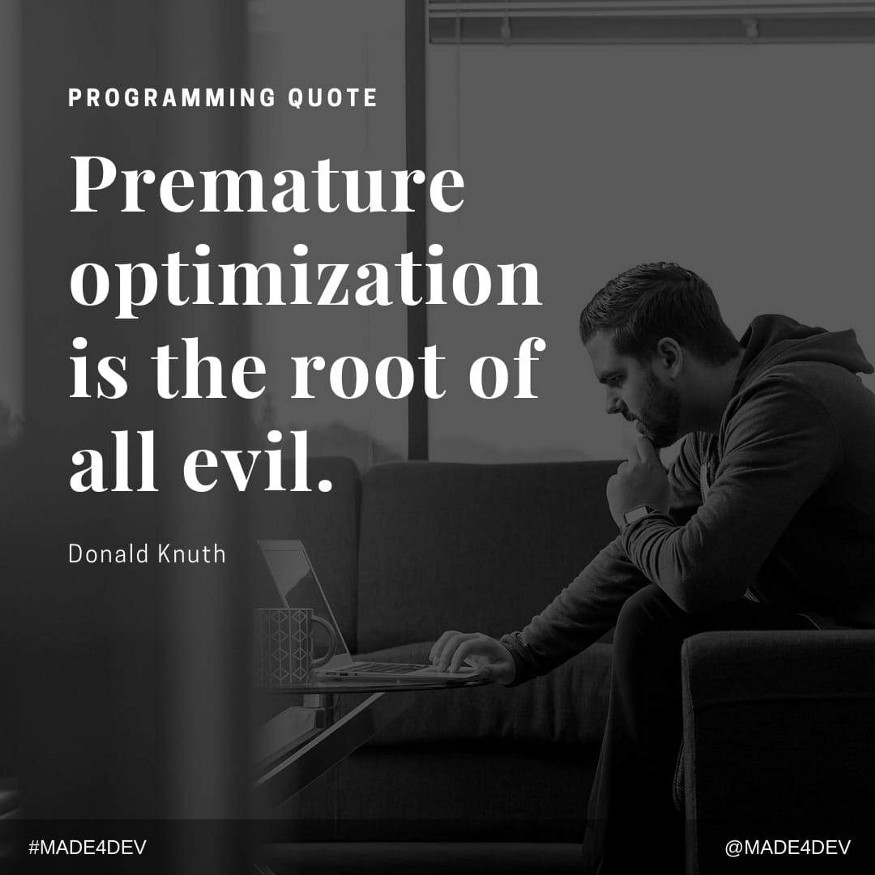 PROGRAMMING QUOTE
Premature
optimization
is the root of
all evil.
Donald Knuth
#MADE4DEV
@MADE4DEV